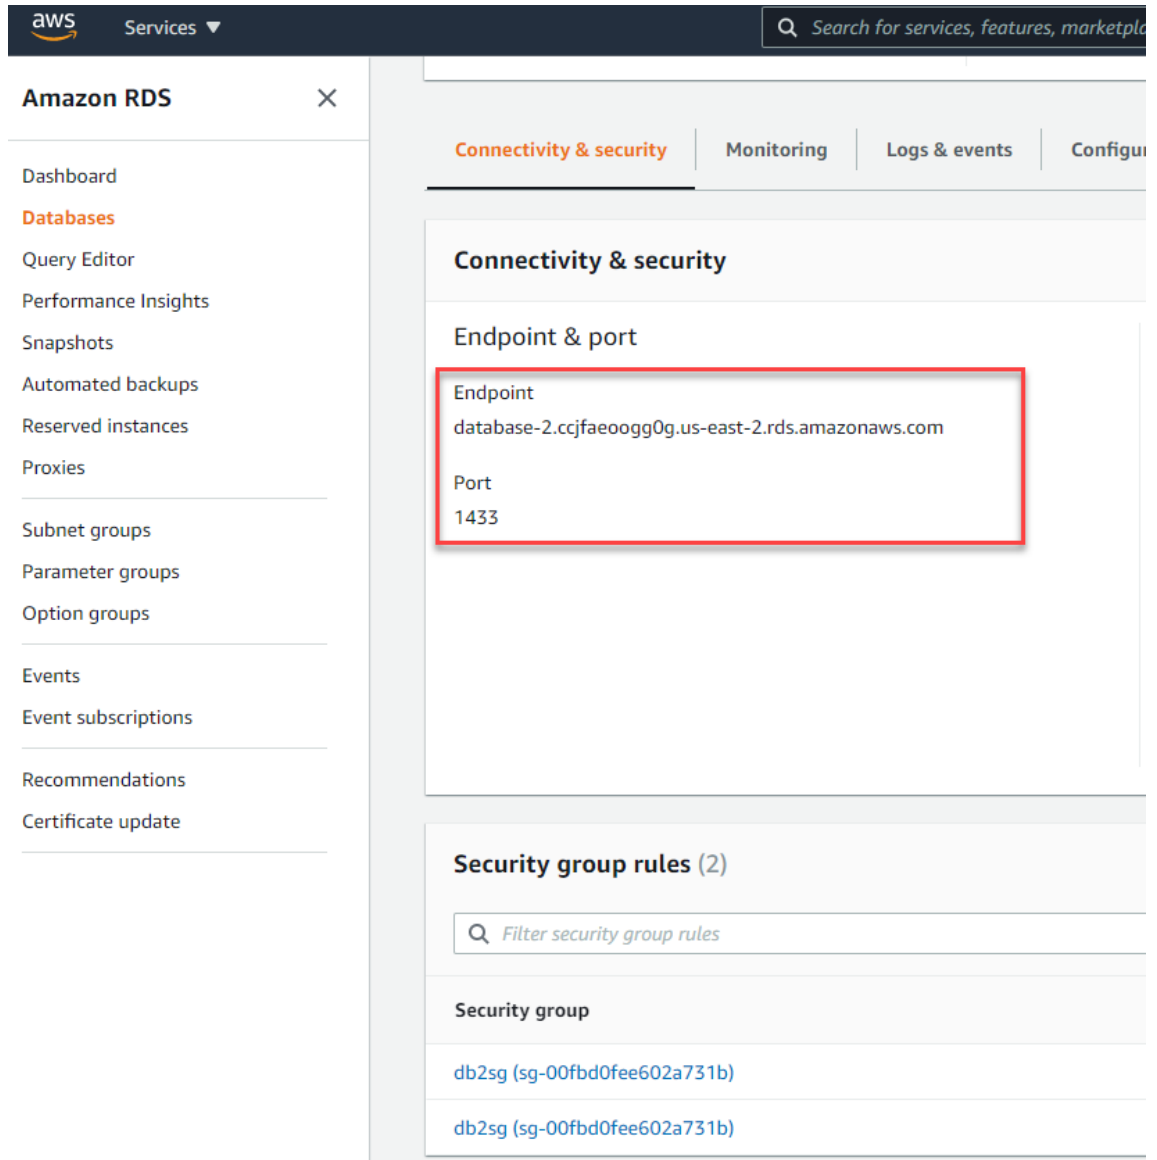 aws Services Search for services, features, marketpl
Amazon RDS
Dashboard
Databases
Query Editor
Performance Insights
Snapshots
Automated backups
Reserved instances
Proxies
Subnet groups
Parameter groups
Option groups
Events
Event subscriptions
Recommendations
Certificate update
Connectivity & security Monitoring Logs & events Configu
Connectivity & security
Endpoint & port
Endpoint
database-2.ccjfaeoogg0g.us-east-2.rds.amazonaws.com
Port
1433
Security group rules (2)
Filter security group rules
Security group
db2sg (sg-00fbd0fee602a731b)
db2sg (sg-00fbd0fee602a731b)